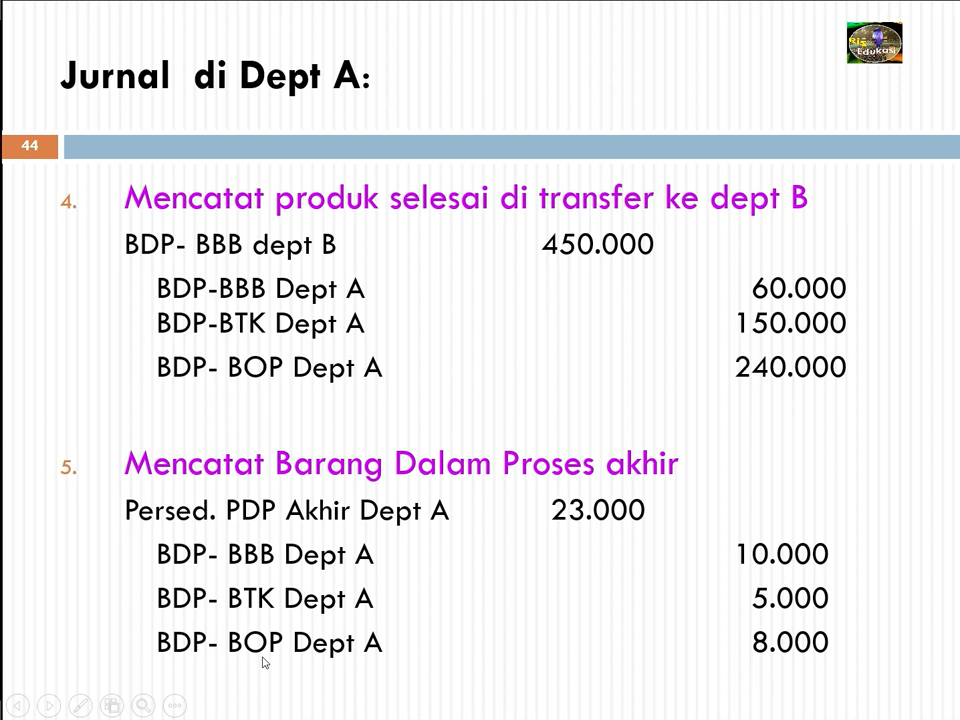 Jurnal di Dept A:
Edukasi
44
4. Mencatat produk selesai di transfer ke dept B
BDP- BBB dept B 450.000
BDP-BBB Dept A 60.000
BDP-BTK Dept A 150.000
BDP- BOP Dept A 240.000
5. Mencatat Barang Dalam Proses akhir
Persed. PDP Akhir Dept A 23.000
BDP- BBB Dept A 10.000
BDP- BTK Dept A 5.000
BDP- BOP Dept A 8.000